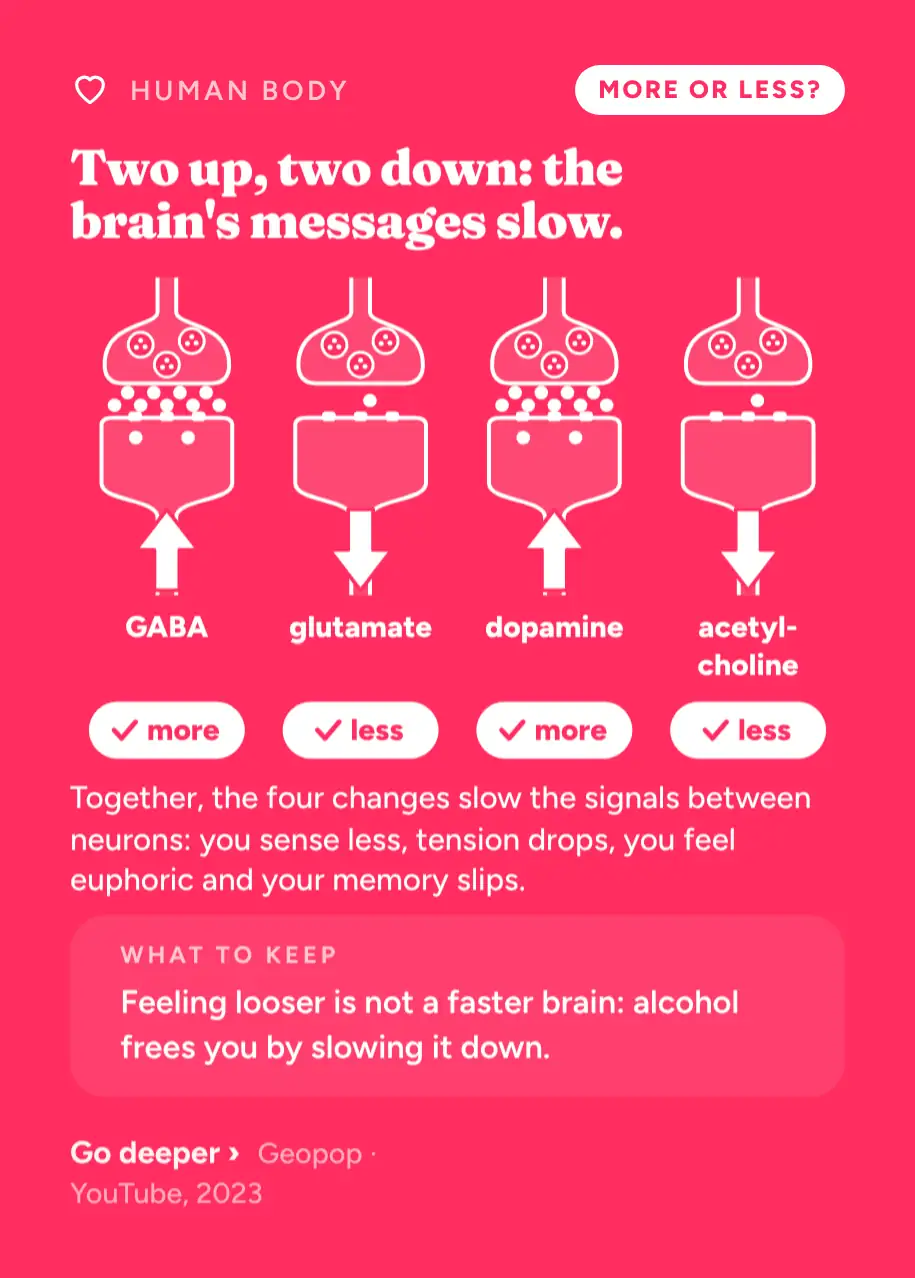 HUMAN BODY
MORE OR LESS?
Two up, two down: the
brain's messages slow.
GABA
glutamate
dopamine
acetyl-
choline
✓ more
✓ less
✓ more
✓ less
Together, the four changes slow the signals between
neurons: you sense less, tension drops, you feel
euphoric and your memory slips.
WHAT TO KEEP
Feeling looser is not a faster brain: alcohol
frees you by slowing it down.
Go deeper › Geopop ·
YouTube, 2023